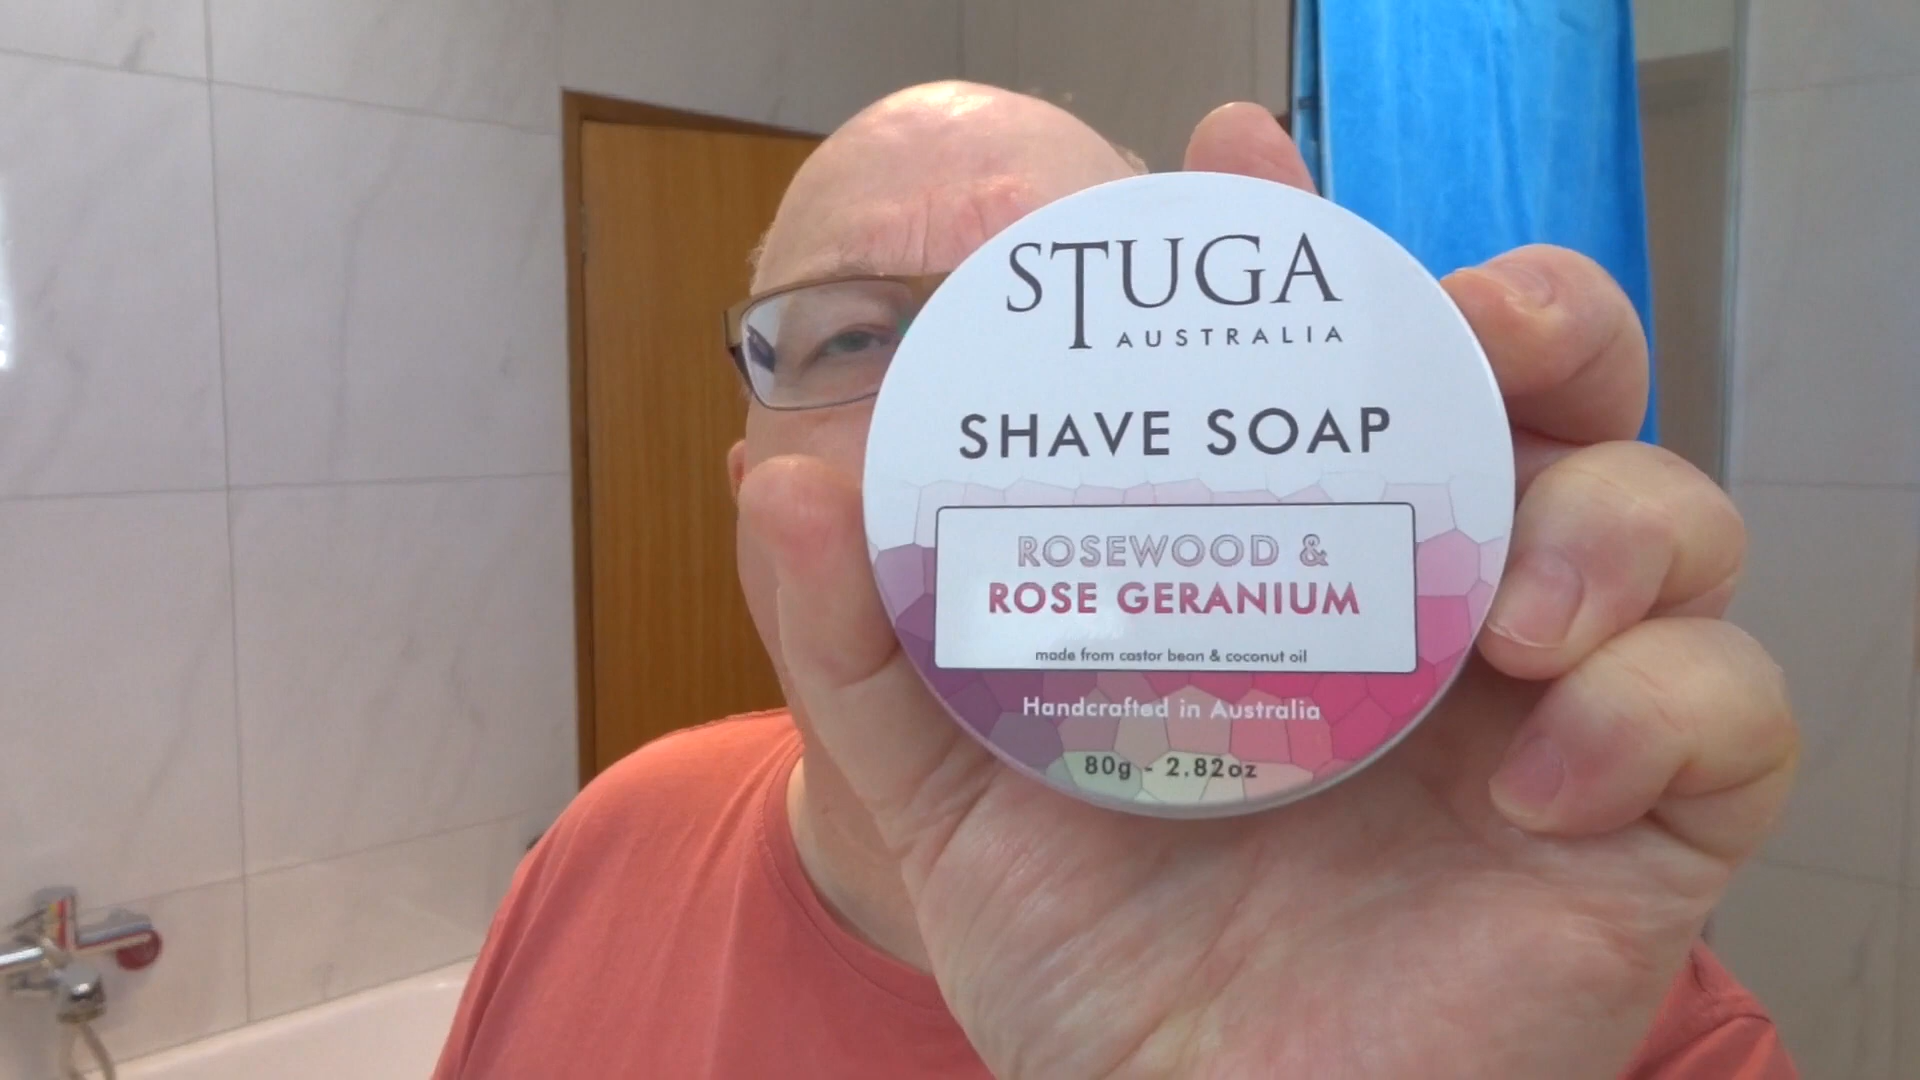 STUGA
AUSTRALIA
SHAVE SOAP
ROSEWOOD &
ROSE GERANIUM
made from castor bean & coconut oil
Handcrafted in Australia
80g - 2.82oz